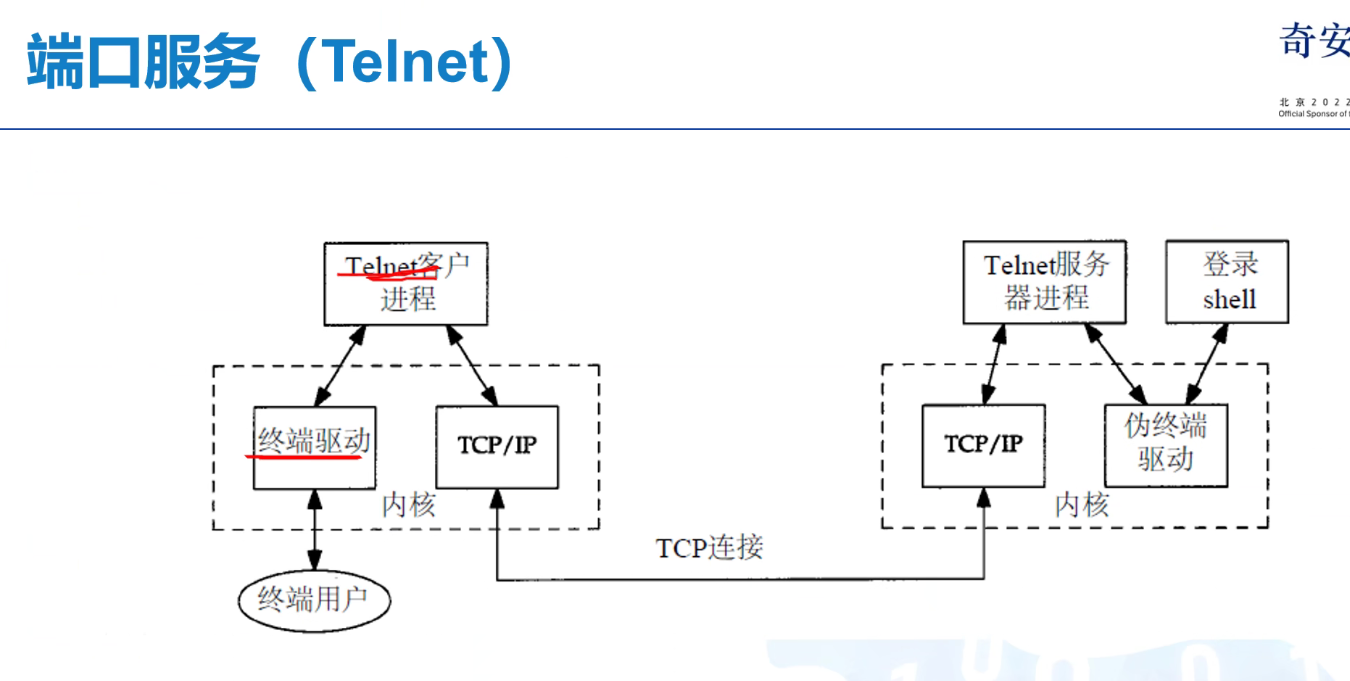 端口服务（Telnet）
奇安
北京2022
Official Sponsor of
Telnet客户
进程
Telnet服务
器进程
登录
shell
终端驱动
TCP/IP
内核
TCP/IP
伪终端
驱动
内核
TCP连接
终端用户